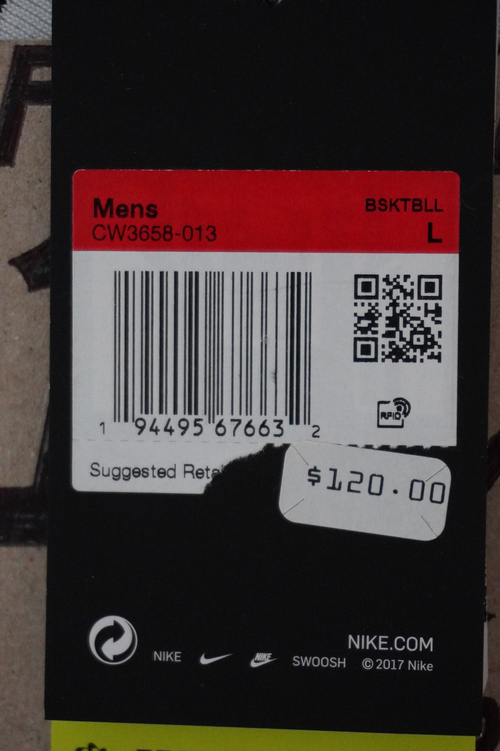 Mens
BSKTBLL
CW3658-013
L
1 94495 67663 2
RFID
Suggested
$120.00
NIKE.COM
NIKE NIKE SWOOSH ©2017 Nike